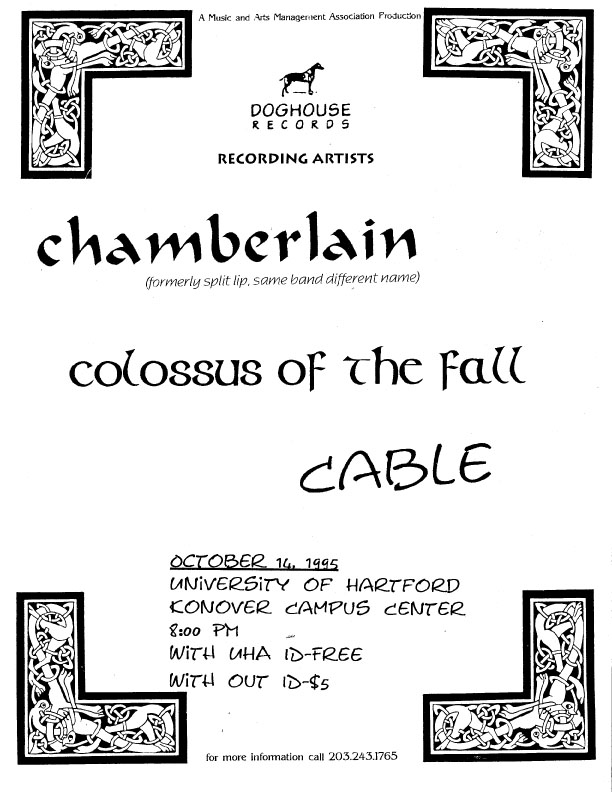 A Music and Arts Management Association Production
DOGHOUSE
RECORDS
RECORDING ARTISTS
chamberlain
(formerly split lip, same band different name)
colossus of the fall
CABLE
OCTOBER 14, 1995
UNIVERSITY OF HARTFORD
KONOVER CAMPUS CENTER
8:00 PM
WITH UHA ID-FREE
WITH OUT ID-$5
for more information call 203.243.1765